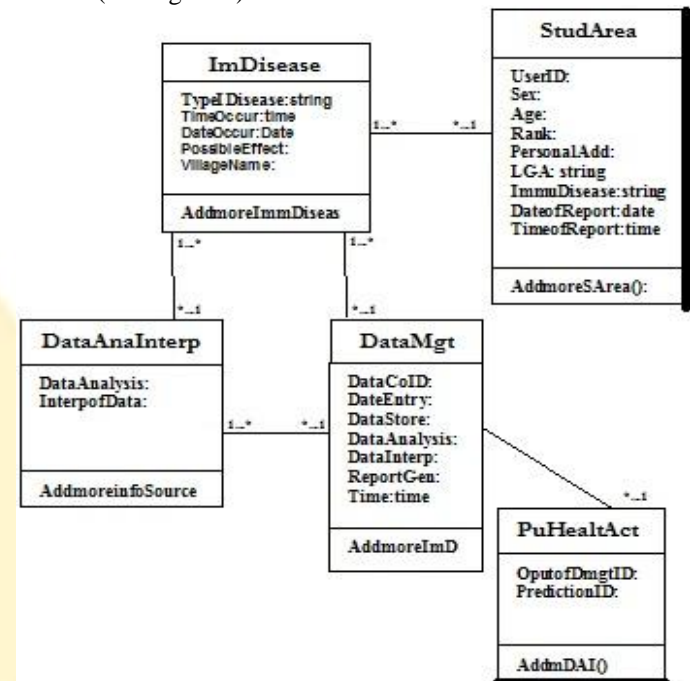 StudArea
UserID:
Sex:
Age:
Rank:
PersonalAdd:
LGA: string
ImmuDisease:string
DateofReport:date
TimeofReport:time
AddmoreSArea():
ImDisease
TypeIDisease:string
TimeOccur:time
DateOccur:Date
PossibleEffect:
VillageName:
AddmoreImmDiseas
1..*
*..1
1..*
1..*
*..1
*..1
DataAnaInterp
DataAnalysis:
InterpofData:
AddmoreinfoSource
1..*
*..1
DataMgt
DataCoID:
DateEntry:
DataStore:
DataAnalysis:
DataInterp:
ReportGen:
Time:time
AddmoreImD
*..1
PuHealtAct
OputofDmgtID:
PredictionID:
AddmDAI()